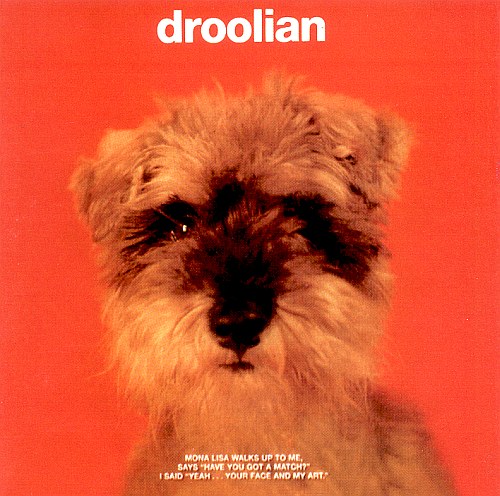 droolian
MONA LISA WALKS UP TO ME,
SAYS "HAVE YOU GOT A MATCH?"
I SAID "YEAH . . . YOUR FACE AND MY ART."